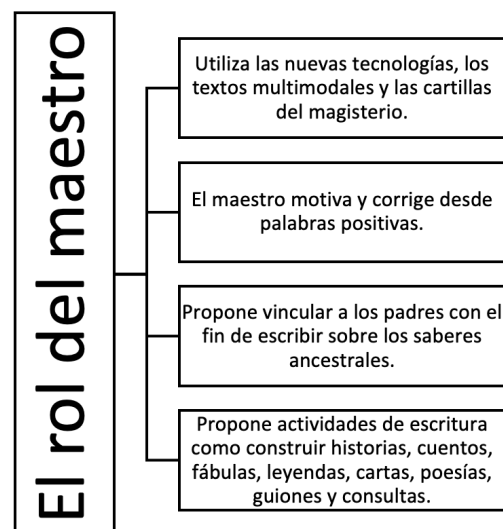 El rol del maestro
Utiliza las nuevas tecnologías, los
textos multimodales y las cartillas
del magisterio.
El maestro motiva y corrige desde
palabras positivas.
Propone vincular a los padres con el
fin de escribir sobre los saberes
ancestrales.
Propone actividades de escritura
como construir historias, cuentos,
fábulas, leyendas, cartas, poesías,
guiones y consultas.